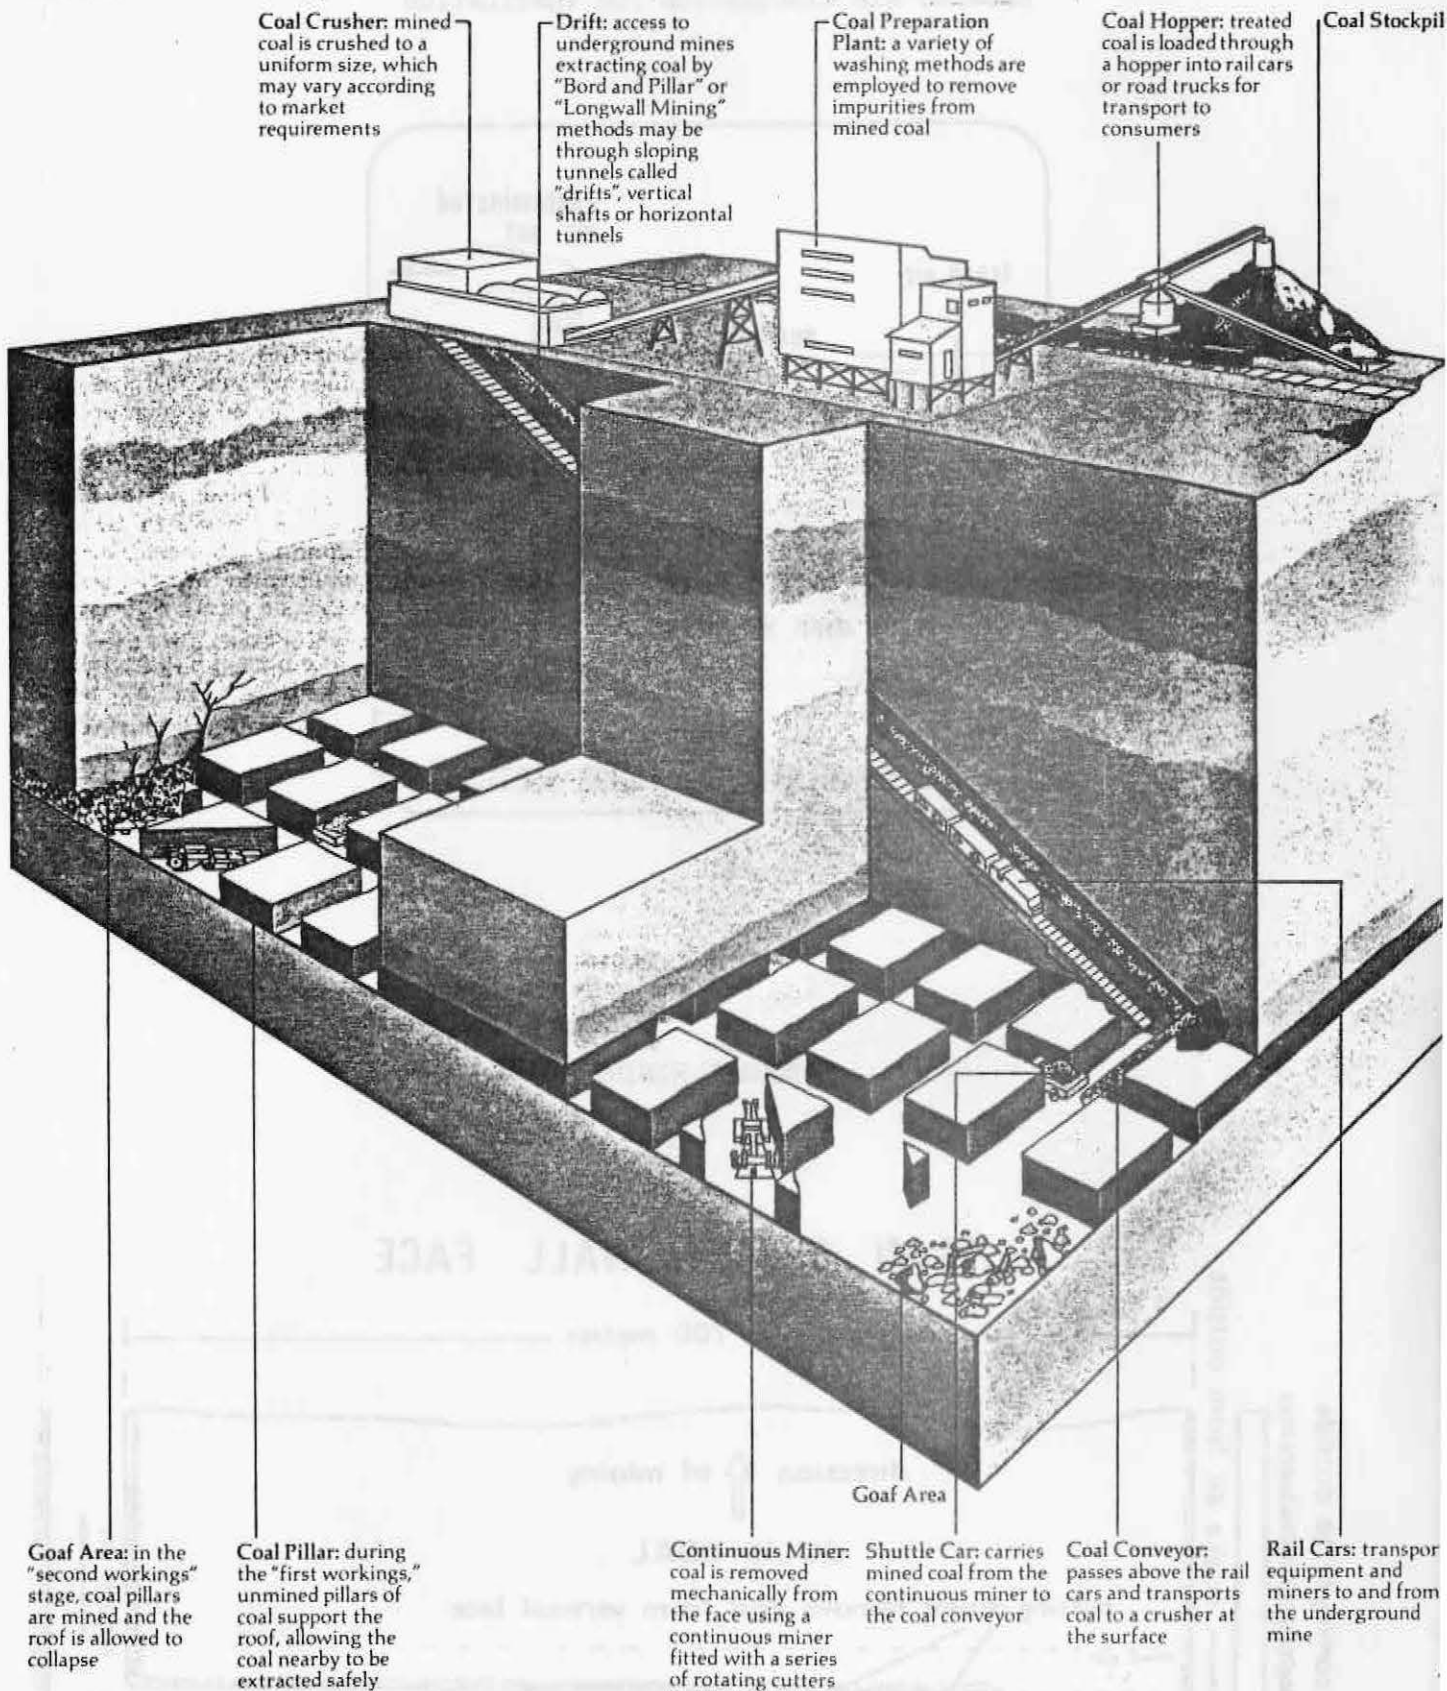 Coal Crusher: mined
coal is crushed to a
uniform size, which
may vary according
to market
requirements
Drift: access to
underground mines
extracting coal by
"Bord and Pillar" or
"Longwall Mining"
methods may be
through sloping
tunnels called
"drifts", vertical
shafts or horizontal
tunnels
Coal Preparation
Plant: a variety of
washing methods are
employed to remove
impurities from
mined coal
Coal Hopper: treated
coal is loaded through
a hopper into rail cars
or road trucks for
transport to
consumers
Coal Stockpil
Goaf Area
Goaf Area: in the
"second workings"
stage, coal pillars
are mined and the
roof is allowed to
collapse
Coal Pillar: during
the "first workings,"
unmined pillars of
coal support the
roof, allowing the
coal nearby to be
extracted safely
Continuous Miner:
coal is removed
mechanically from
the face using a
continuous miner
fitted with a series
of rotating cutters
Shuttle Car: carries
mined coal from the
continuous miner to
the coal conveyor
Coal Conveyor:
passes above the rail
cars and transports
coal to a crusher at
the surface
Rail Cars: transpor
equipment and
miners to and from
the underground
mine